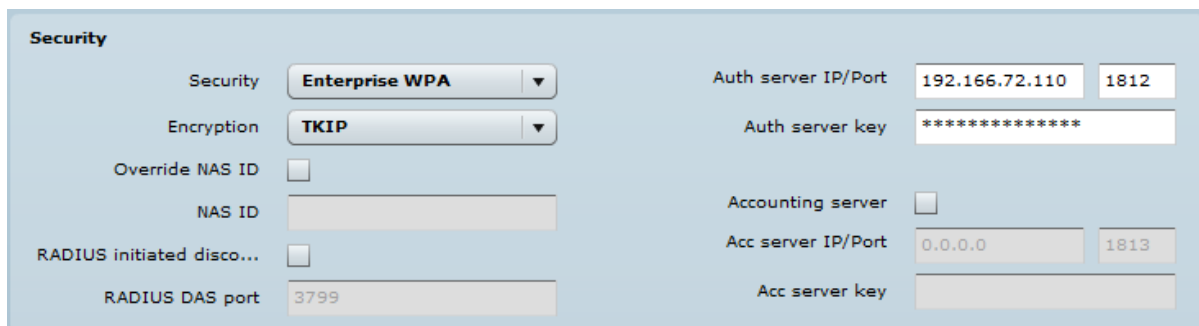 Security
Security Enterprise WPA
Encryption TKIP
Override NAS ID
NAS ID
RADIUS initiated disco...
RADIUS DAS port 3799
Auth server IP/Port 192.166.72.110 1812
Auth server key **************
Accounting server
Acc server IP/Port 0.0.0.0 1813
Acc server key